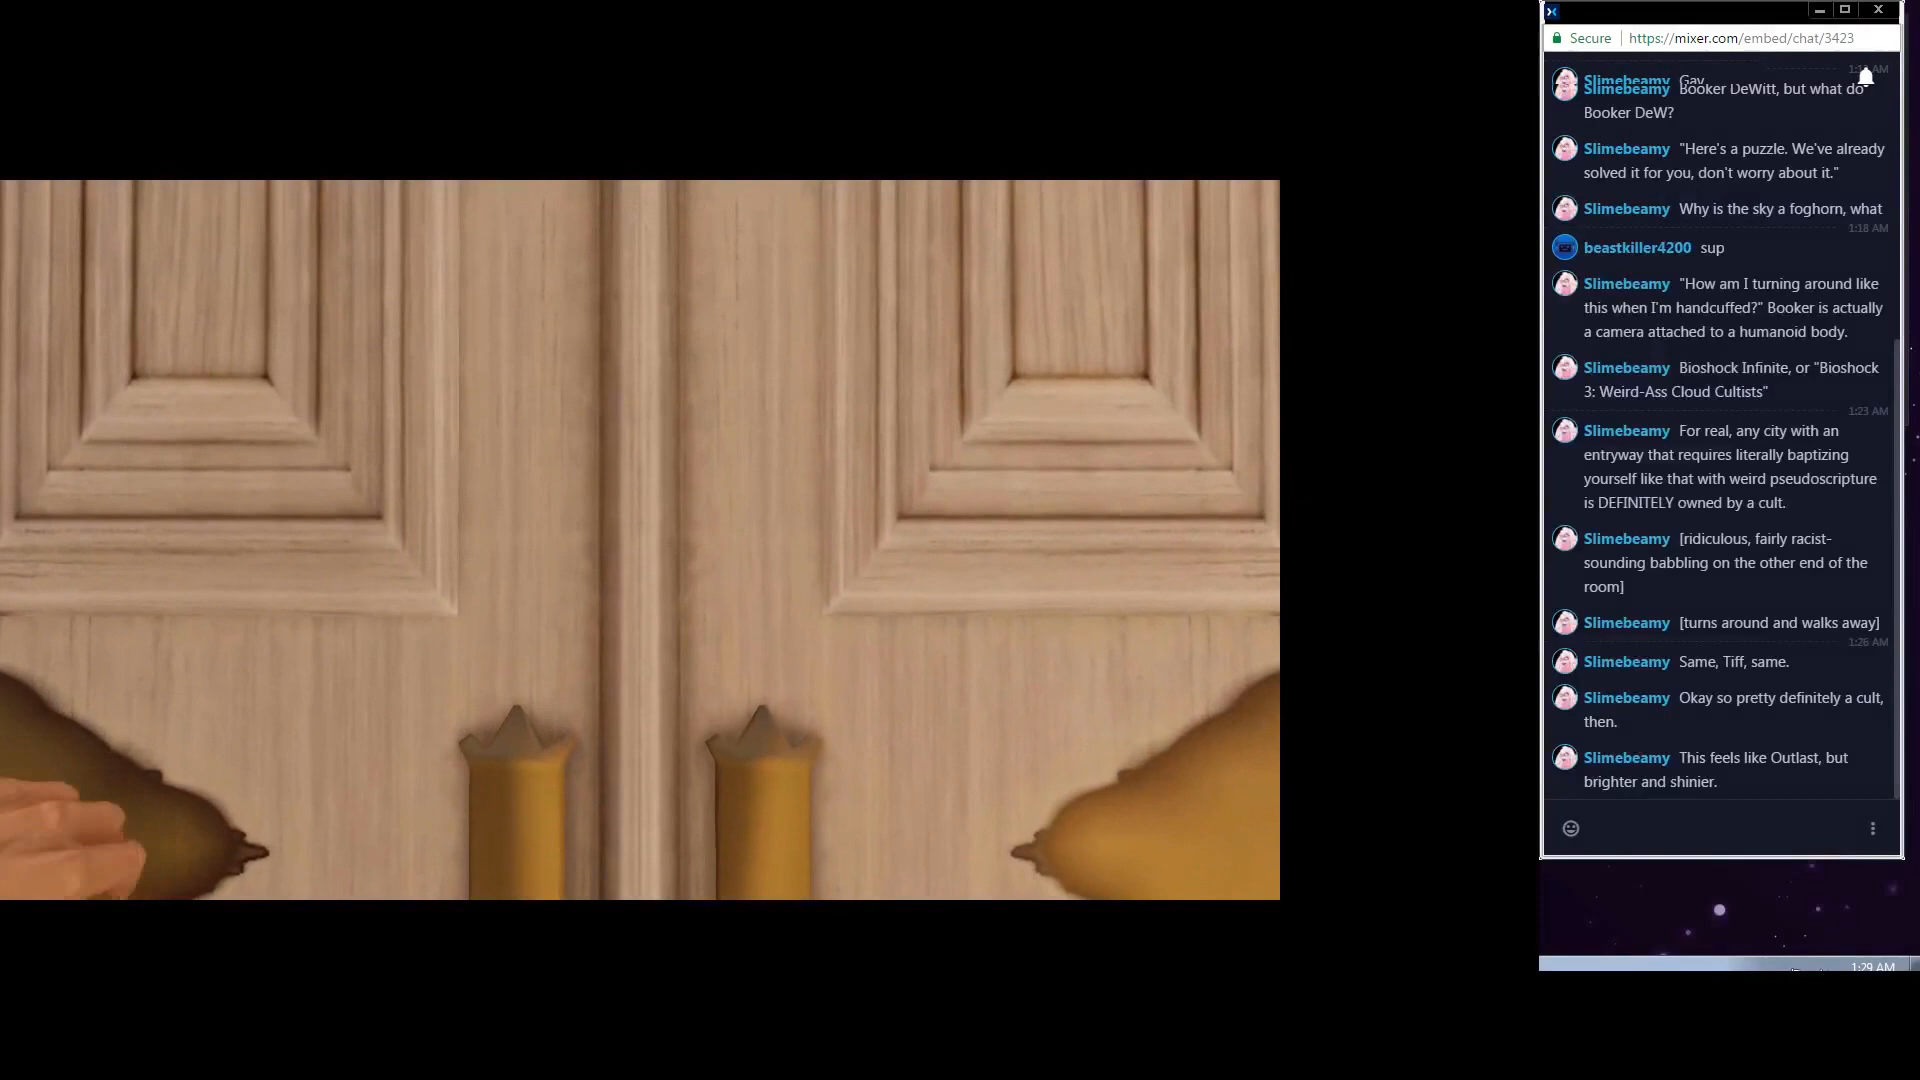 Secure
https://mixer.com/embed/chat/3423
Slimebeamy Gay
Slimebeamy Booker DeWitt, but what do
Booker DeW?
Slimebeamy "Here's a puzzle. We've already
solved it for you, don't worry about it."
Slimebeamy Why is the sky a foghorn, what
1:18 AM
beastkiller4200 sup
Slimebeamy "How am I turning around like
this when I'm handcuffed?" Booker is actually
a camera attached to a humanoid body.
Slimebeamy Bioshock Infinite, or "Bioshock
3: Weird-Ass Cloud Cultists"
1:23 AM
Slimebeamy For real, any city with an
entryway that requires literally baptizing
yourself like that with weird pseudoscripture
is DEFINITELY owned by a cult.
Slimebeamy [ridiculous, fairly racist-
sounding babbling on the other end of the
room]
Slimebeamy [turns around and walks away]
1:26 AM
Slimebeamy Same, Tiff, same.
Slimebeamy Okay so pretty definitely a cult,
then.
Slimebeamy This feels like Outlast, but
brighter and shinier.
1:29 AM